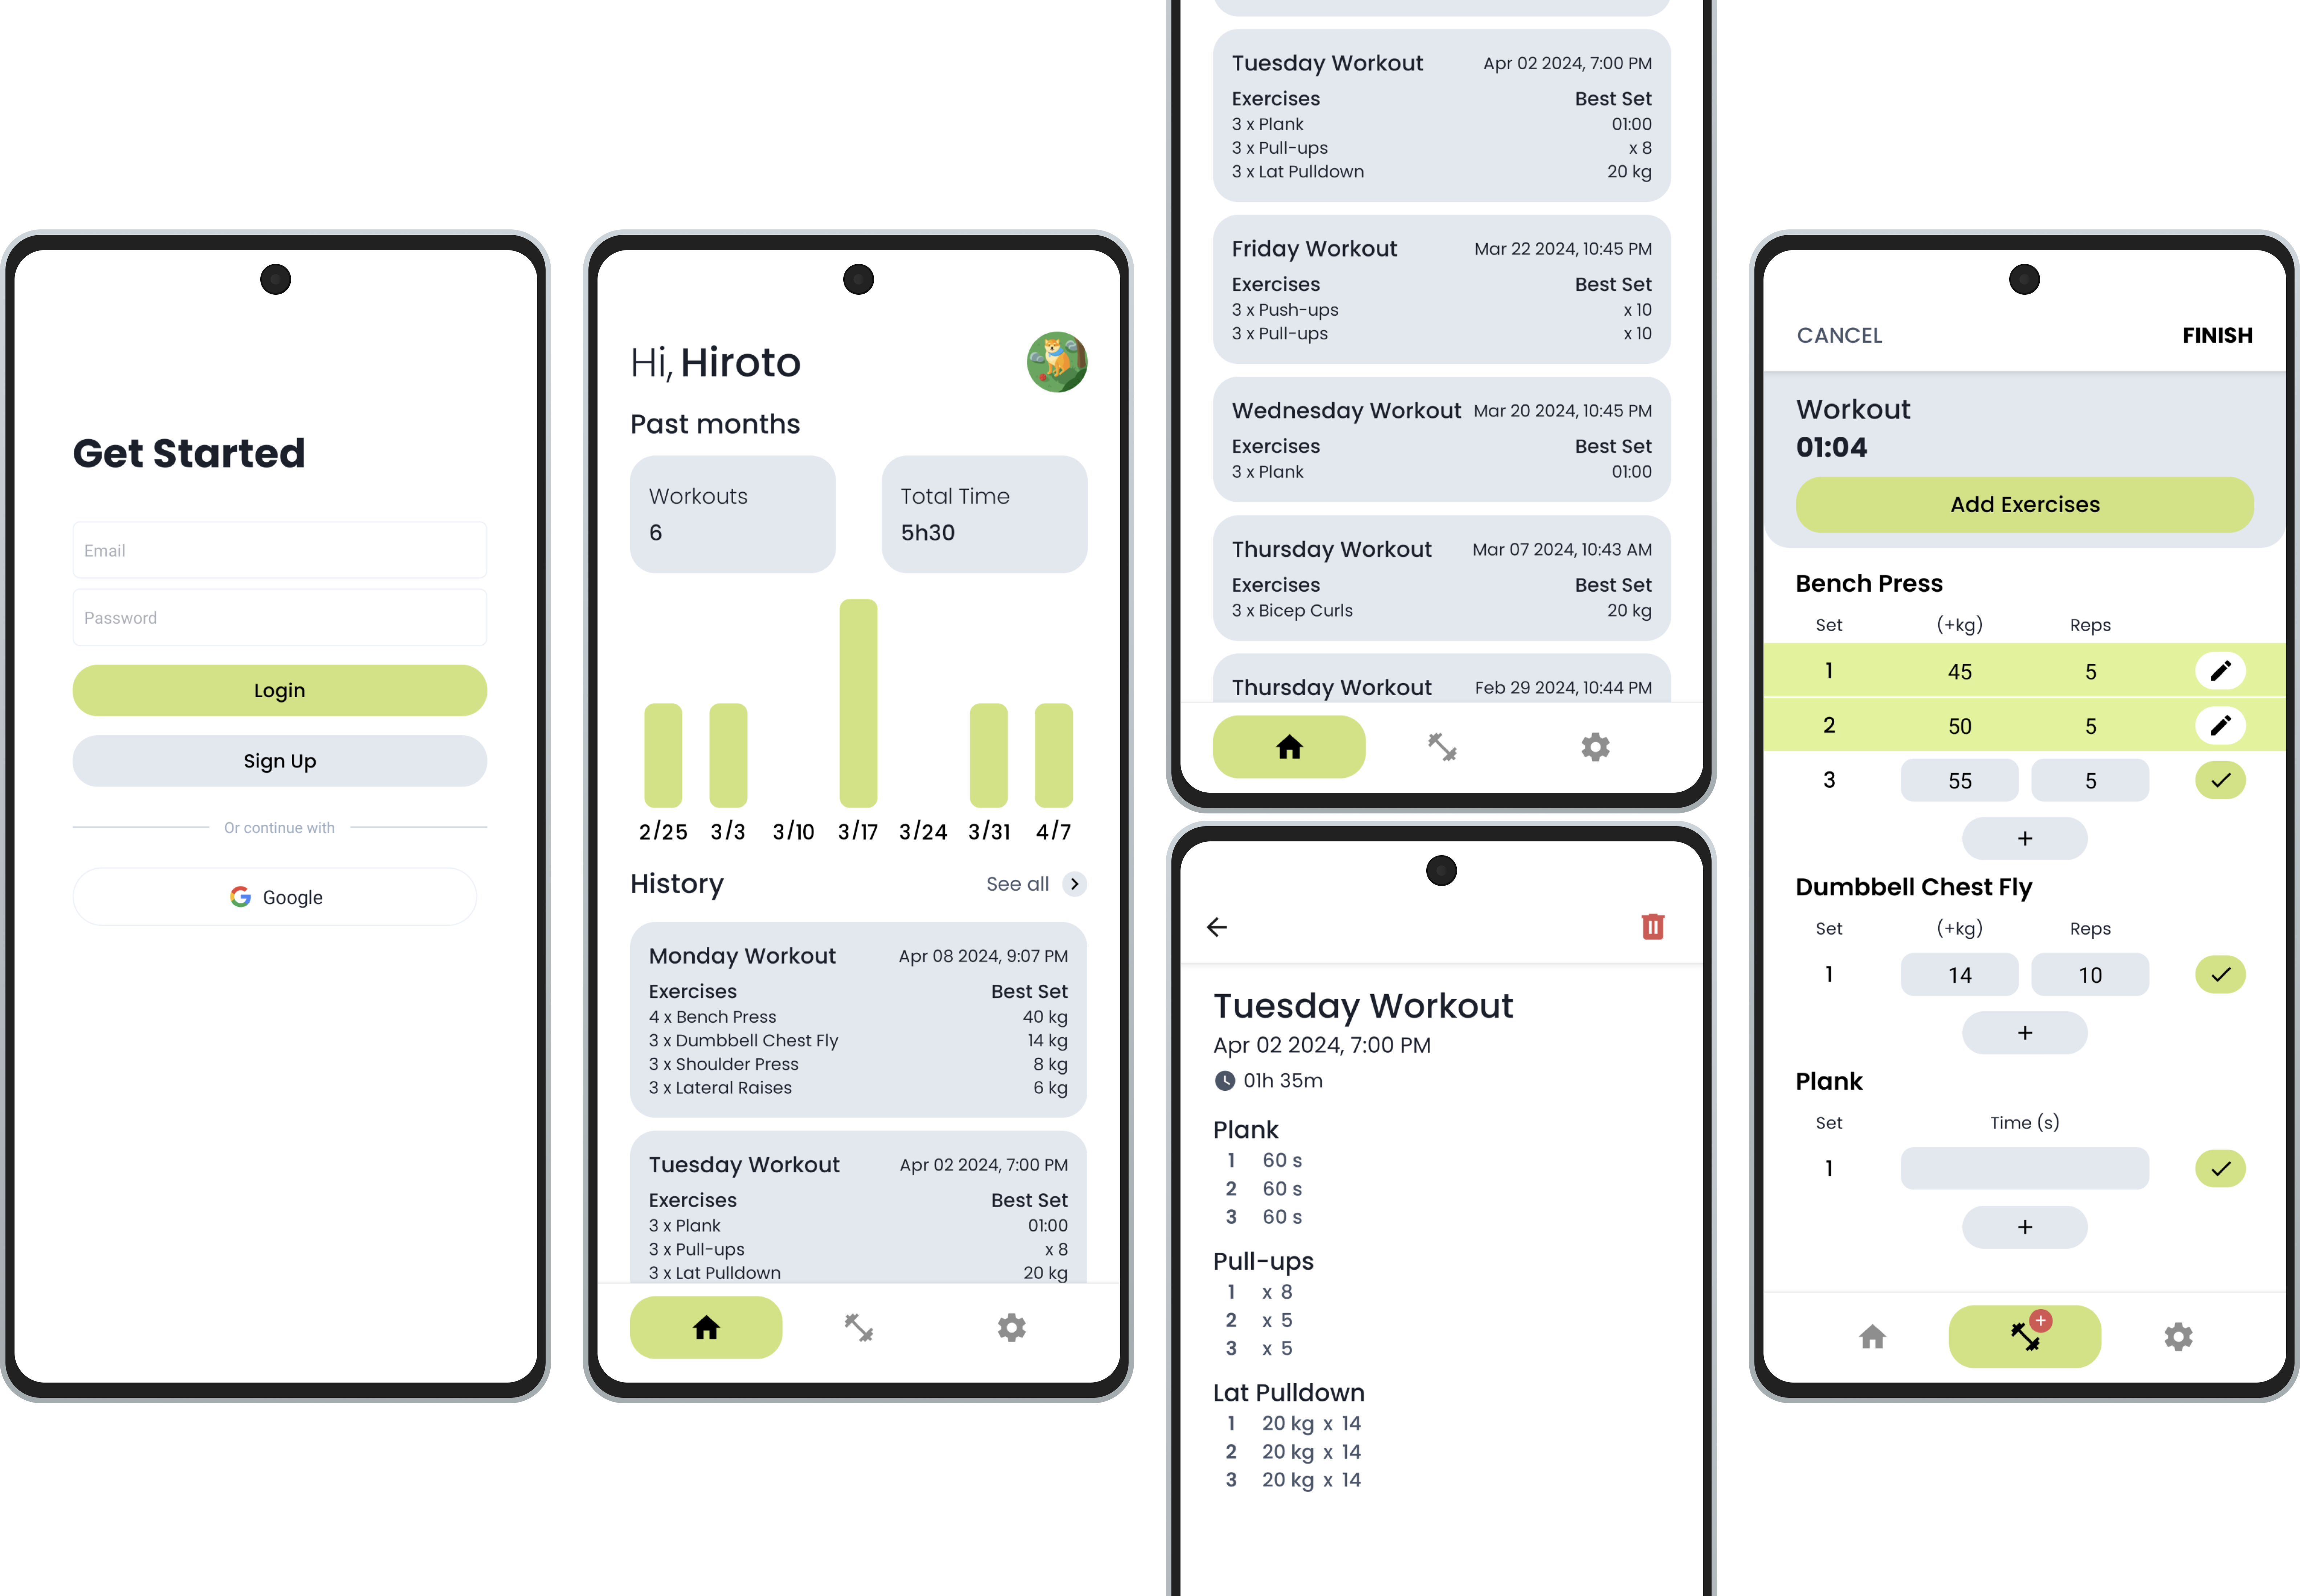 Get Started
Email
Password
Login
Sign Up
Or continue with
Google
Hi, Hiroto
Past months
Workouts
6
Total Time
5h30
2/25 3/3 3/10 3/17 3/24 3/31 4/7
History See all
Monday Workout Apr 08 2024, 9:07 PM
Exercises Best Set
4 x Bench Press 40 kg
3 x Dumbbell Chest Fly 14 kg
3 x Shoulder Press 8 kg
3 x Lateral Raises 6 kg
Tuesday Workout Apr 02 2024, 7:00 PM
Exercises Best Set
3 x Plank 01:00
3 x Pull-ups x 8
3 x Lat Pulldown 20 kg
Tuesday Workout Apr 02 2024, 7:00 PM
Exercises Best Set
3 x Plank 01:00
3 x Pull-ups x 8
3 x Lat Pulldown 20 kg
Friday Workout Mar 22 2024, 10:45 PM
Exercises Best Set
3 x Push-ups x 10
3 x Pull-ups x 10
Wednesday Workout Mar 20 2024, 10:45 PM
Exercises Best Set
3 x Plank 01:00
Thursday Workout Mar 07 2024, 10:43 AM
Exercises Best Set
3 x Bicep Curls 20 kg
Thursday Workout Feb 29 2024, 10:44 PM
Tuesday Workout
Apr 02 2024, 7:00 PM
01h 35m
Plank
1 60 s
2 60 s
3 60 s
Pull-ups
1 x 8
2 x 5
3 x 5
Lat Pulldown
1 20 kg x 14
2 20 kg x 14
3 20 kg x 14
CANCEL FINISH
Workout
01:04
Add Exercises
Bench Press
Set (+kg) Reps
1 45 5
2 50 5
3 55 5
+
Dumbbell Chest Fly
Set (+kg) Reps
1 14 10
+
Plank
Set Time (s)
1
+